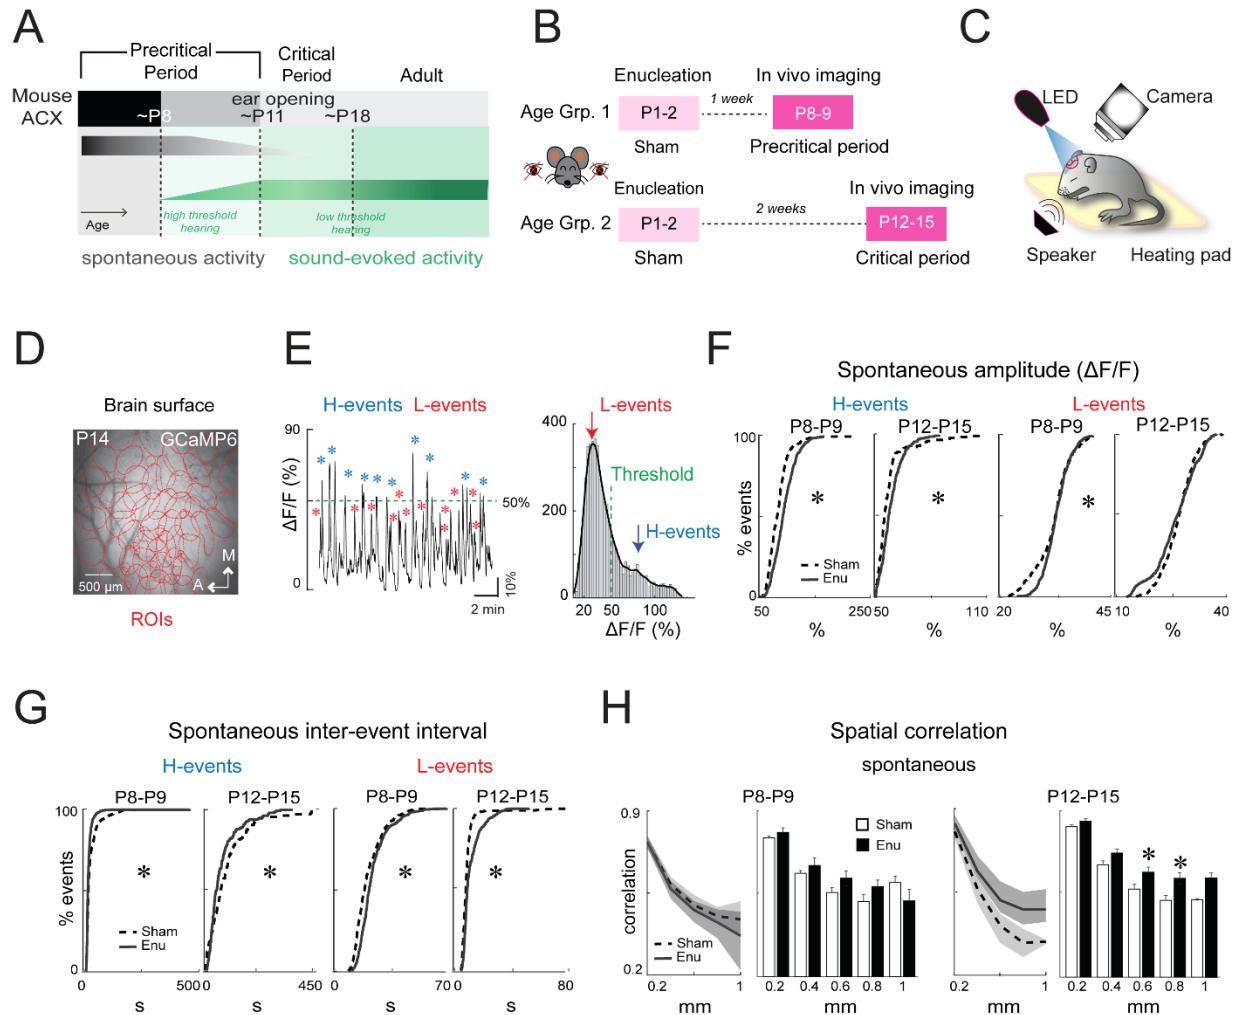 A
Precritical
Period
Critical
Period
Adult
Mouse
ACX
ear opening
~P8
~P11
~P18
Age
high threshold
hearing
low threshold
hearing
spontaneous activity
sound-evoked activity
B
Enucleation
In vivo imaging
Age Grp. 1
P1-2
1 week
P8-9
Sham
Precritical period
Enucleation
In vivo imaging
Age Grp. 2
P1-2
2 weeks
P12-15
Sham
Critical period
C
LED
Camera
Speaker
Heating pad
D
Brain surface
P14
GCaMP6
M
A
500 µm
ROIs
E
H-events
L-events
90
ΔF/F (%)
50%
0
10%
2 min
400
L-events
Threshold
200
H-events
0
20
50
100
ΔF/F (%)
F
Spontaneous amplitude (ΔF/F)
H-events
L-events
P8-P9
P12-P15
P8-P9
P12-P15
100
% events
*
*
*
Sham
Enu
0
50
250
50
110
20
45
10
40
%
%
%
%
G
Spontaneous inter-event interval
H-events
L-events
P8-P9
P12-P15
P8-P9
P12-P15
100
% events
*
*
*
*
Sham
Enu
0
0
500
0
450
0
70
0
80
s
s
s
s
H
Spatial correlation
spontaneous
P8-P9
P12-P15
0.9
Sham
Enu
correlation
*
*
Sham
Enu
Sham
Enu
0.2
0.2
1
0.2
0.4
0.6
0.8
1
0.2
1
0.2
0.4
0.6
0.8
1
mm
mm
mm
mm